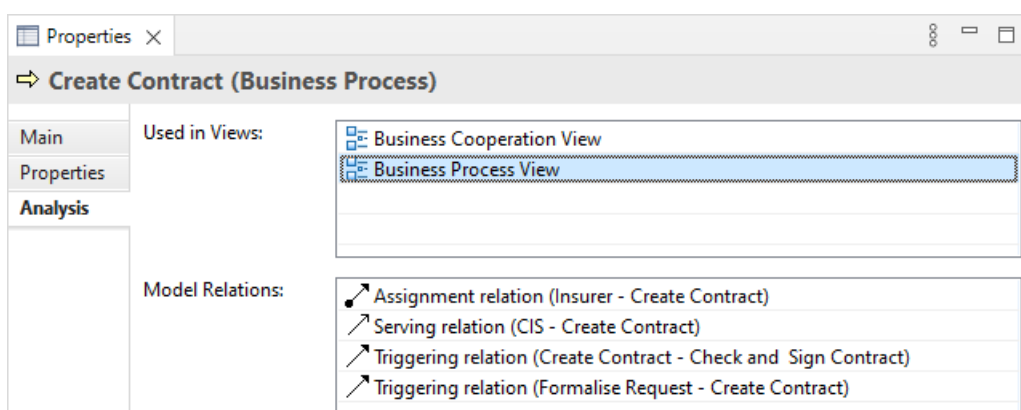 Properties
Create Contract (Business Process)
Main
Properties
Analysis
Used in Views:
Business Cooperation View
Business Process View
Model Relations:
Assignment relation (Insurer - Create Contract)
Serving relation (CIS - Create Contract)
Triggering relation (Create Contract - Check and  Sign Contract)
Triggering relation (Formalise Request - Create Contract)